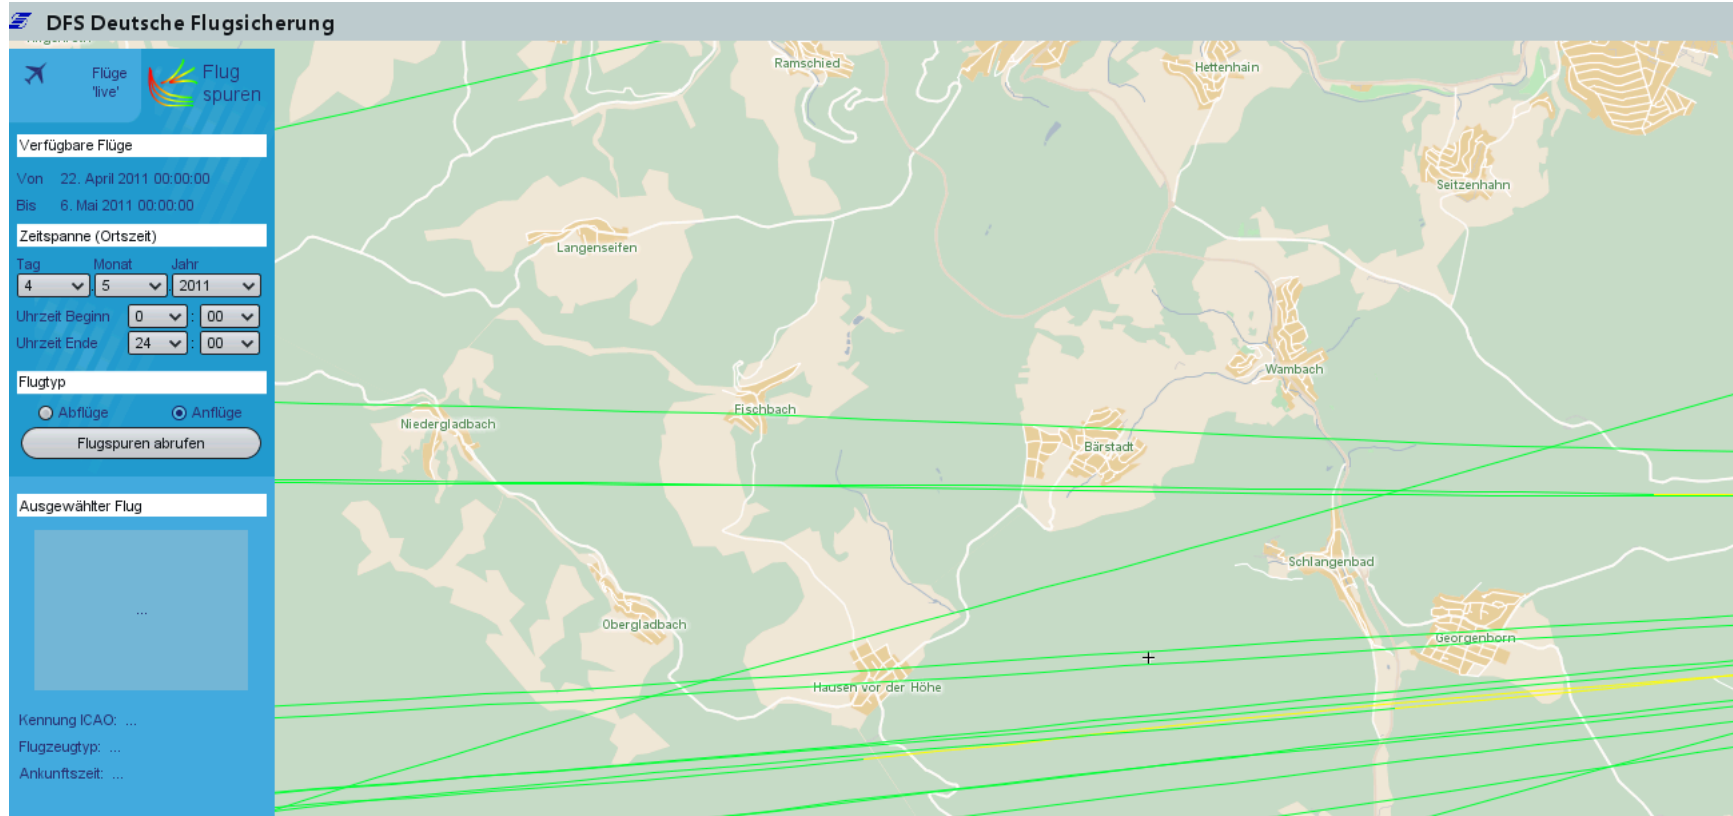 DFS Deutsche Flugsicherung
Flüge
'live'
Flug
spuren
Verfügbare Flüge
Von 22. April 2011 00:00:00
Bis 6. Mai 2011 00:00:00
Zeitspanne (Ortszeit)
Tag Monat Jahr
4 . 5 . 2011
Uhrzeit Beginn 0 : 00
Uhrzeit Ende 24 : 00
Flugtyp
Abflüge Anflüge
Flugspuren abrufen
Ausgewählter Flug
...
Kennung ICAO: ...
Flugzeugtyp: ...
Ankunftszeit: ...
Ramschied
Hettenhain
Seitzenhahn
Langenseifen
Wambach
Fischbach
Niedergladbach
Bärstadt
Schlangenbad
Obergladbach
Georgenborn
Hausen vor der Höhe